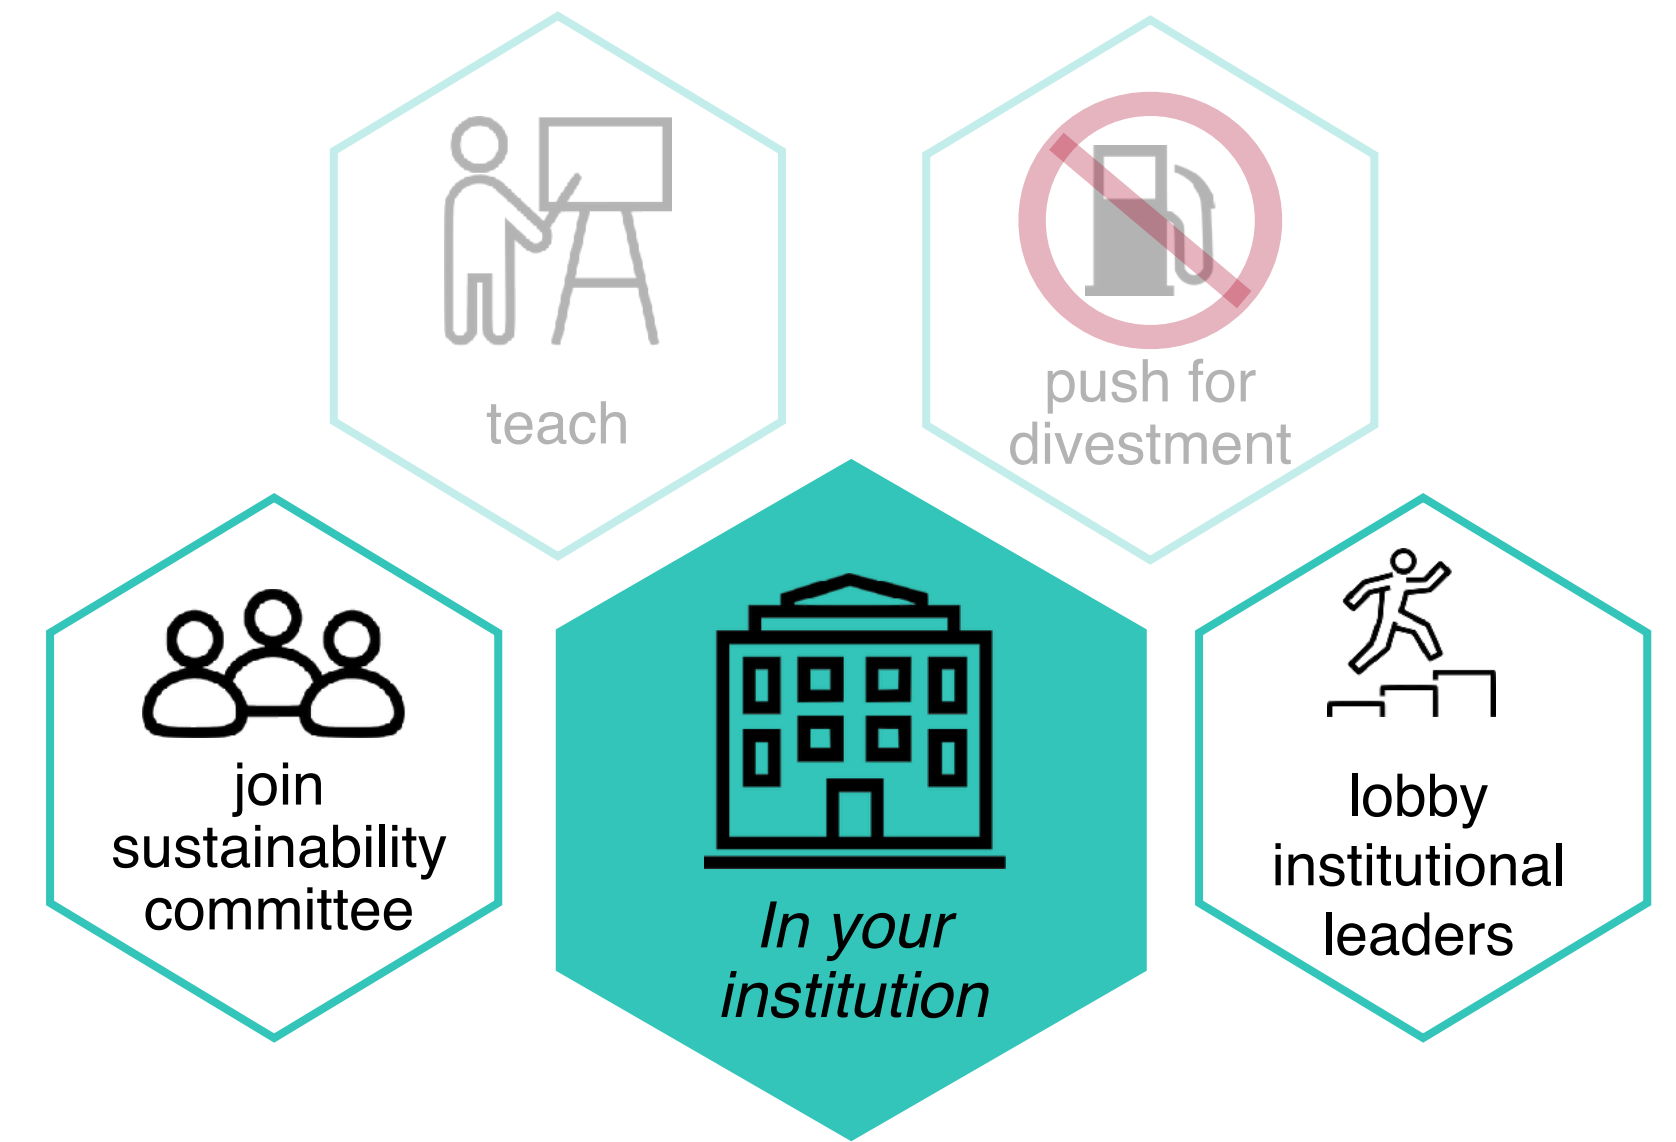 teach
push for
divestment
join
sustainability
committee
In your
institution
lobby
institutional
leaders